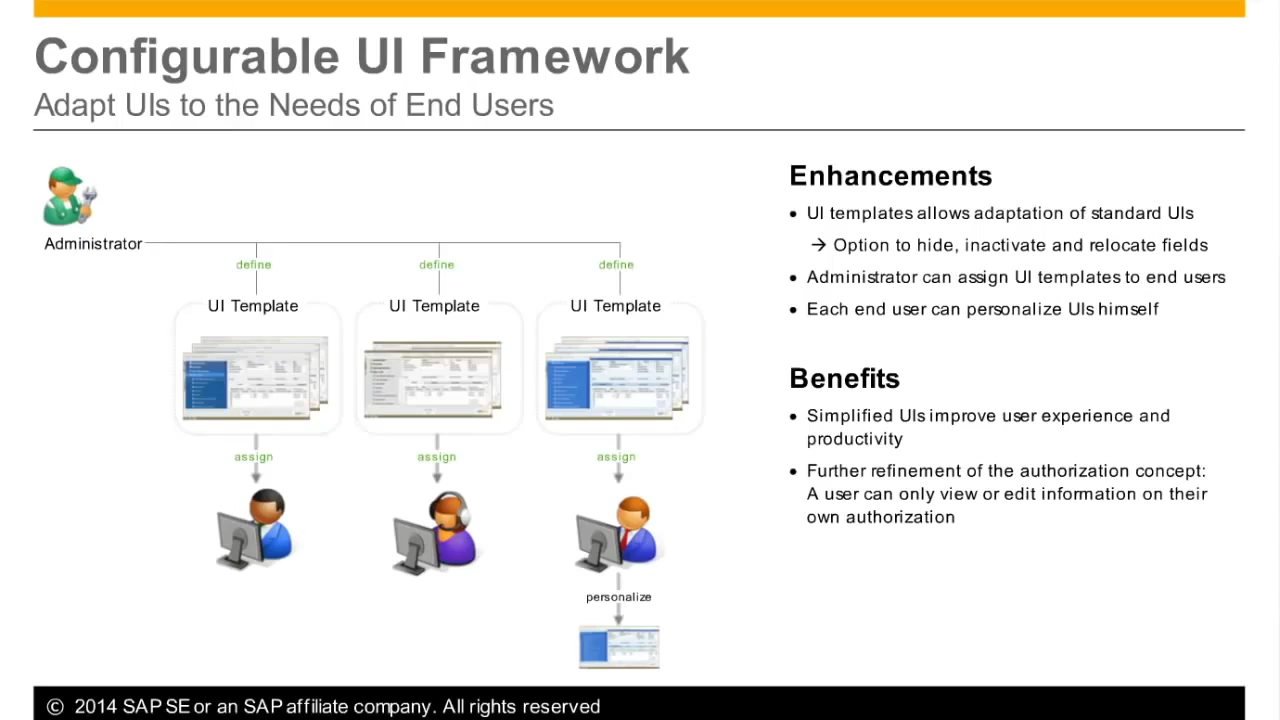 Configurable UI Framework
Adapt UIs to the Needs of End Users
Administrator
define
define
define
UI Template
UI Template
UI Template
assign
assign
assign
personalize
Enhancements
• UI templates allows adaptation of standard UIs
→ Option to hide, inactivate and relocate fields
• Administrator can assign UI templates to end users
• Each end user can personalize UIs himself
Benefits
• Simplified UIs improve user experience and
productivity
• Further refinement of the authorization concept:
A user can only view or edit information on their
own authorization
© 2014 SAP SE or an SAP affiliate company. All rights reserved